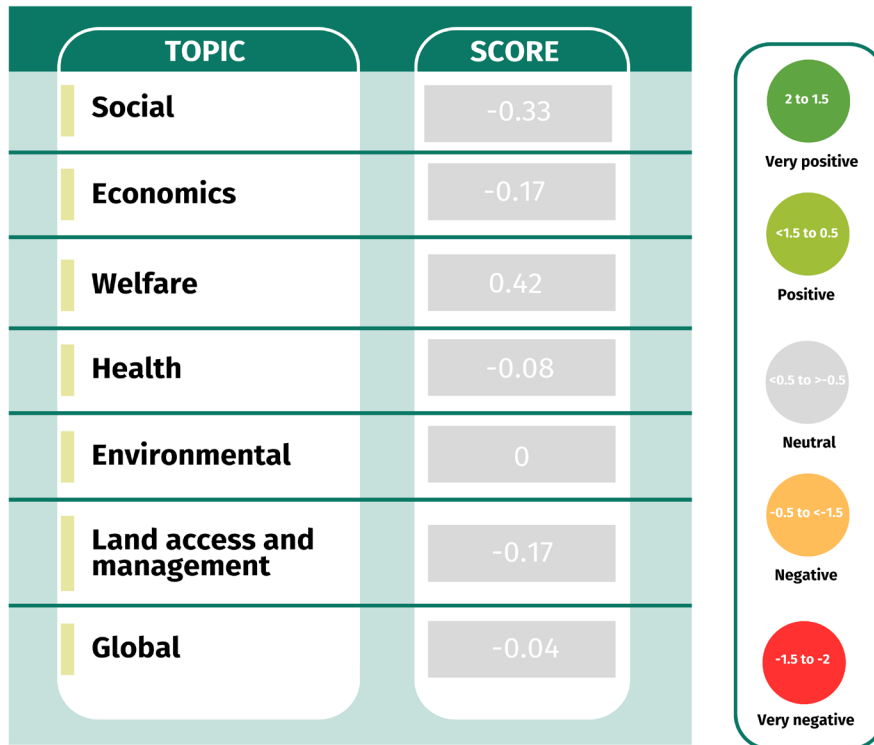 TOPIC SCORE
Social -0.33
Economics -0.17
Welfare 0.42
Health -0.08
Environmental 0
Land access and
management -0.17
Global -0.04
2 to 1.5
Very positive
<1.5 to 0.5
Positive
<0.5 to >-0.5
Neutral
-0.5 to <-1.5
Negative
-1.5 to -2
Very negative